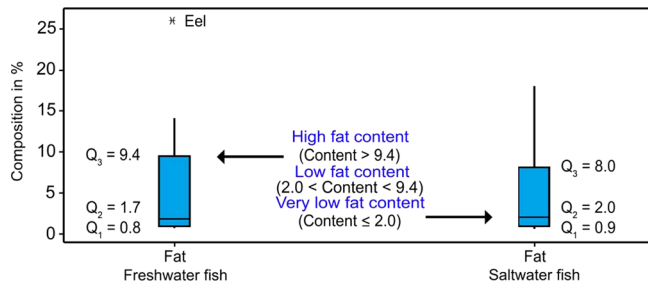 Composition in %
25
20
15
10
5
0
Eel
Q₃ = 9.4
Q₂ = 1.7
Q₁ = 0.8
High fat content
(Content > 9.4)
Low fat content
(2.0 < Content < 9.4)
Very low fat content
(Content ≤ 2.0)
Q₃ = 8.0
Q₂ = 2.0
Q₁ = 0.9
Fat
Freshwater fish
Fat
Saltwater fish